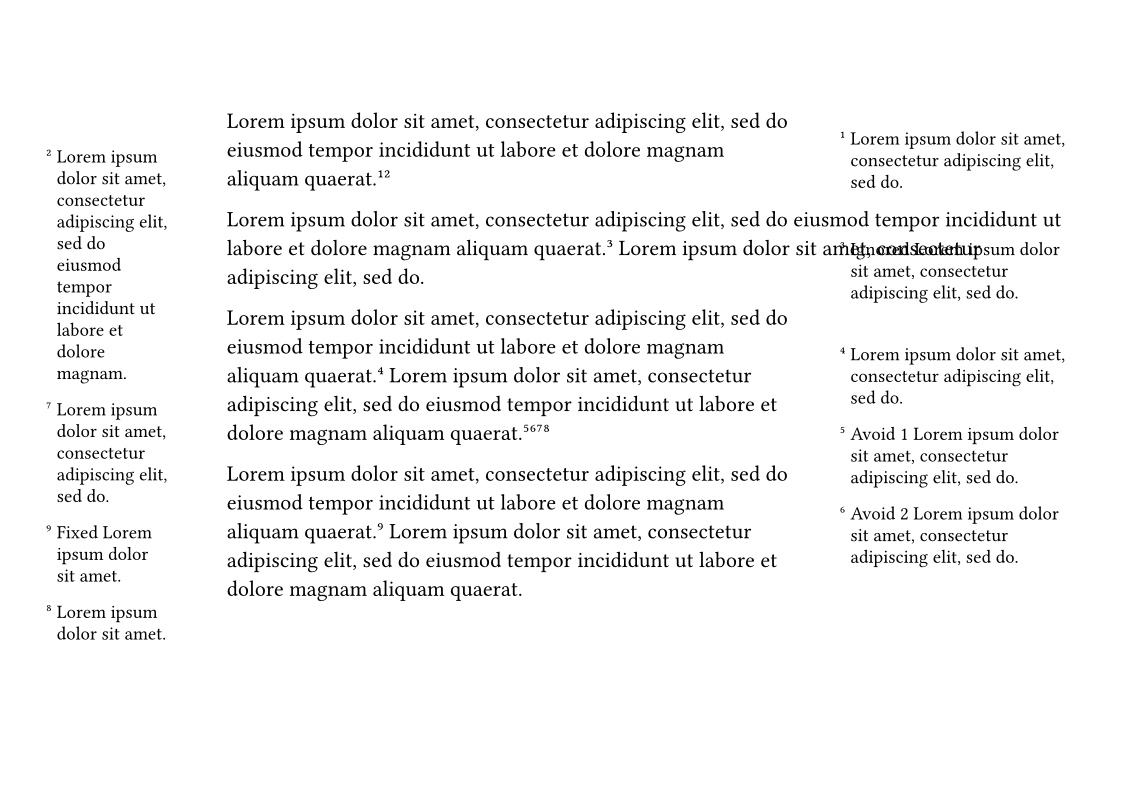 ² Lorem ipsum
dolor sit amet,
consectetur
adipiscing elit,
sed do
eiusmod
tempor
incididunt ut
labore et
dolore
magnam.
⁷ Lorem ipsum
dolor sit amet,
consectetur
adipiscing elit,
sed do.
⁹ Fixed Lorem
ipsum dolor
sit amet.
⁸ Lorem ipsum
dolor sit amet.
Lorem ipsum dolor sit amet, consectetur adipiscing elit, sed do
eiusmod tempor incididunt ut labore et dolore magnam
aliquam quaerat.¹²
Lorem ipsum dolor sit amet, consectetur adipiscing elit, sed do eiusmod tempor incididunt ut
labore et dolore magnam aliquam quaerat.³ Lorem ipsum dolor sit amet, consectetur
adipiscing elit, sed do.
Lorem ipsum dolor sit amet, consectetur adipiscing elit, sed do
eiusmod tempor incididunt ut labore et dolore magnam
aliquam quaerat.⁴ Lorem ipsum dolor sit amet, consectetur
adipiscing elit, sed do eiusmod tempor incididunt ut labore et
dolore magnam aliquam quaerat.⁵⁶⁷⁸
Lorem ipsum dolor sit amet, consectetur adipiscing elit, sed do
eiusmod tempor incididunt ut labore et dolore magnam
aliquam quaerat.⁹ Lorem ipsum dolor sit amet, consectetur
adipiscing elit, sed do eiusmod tempor incididunt ut labore et
dolore magnam aliquam quaerat.
¹ Lorem ipsum dolor sit amet,
consectetur adipiscing elit,
sed do.
³ Ignored Lorem ipsum dolor
sit amet, consectetur
adipiscing elit, sed do.
⁴ Lorem ipsum dolor sit amet,
consectetur adipiscing elit,
sed do.
⁵ Avoid 1 Lorem ipsum dolor
sit amet, consectetur
adipiscing elit, sed do.
⁶ Avoid 2 Lorem ipsum dolor
sit amet, consectetur
adipiscing elit, sed do.